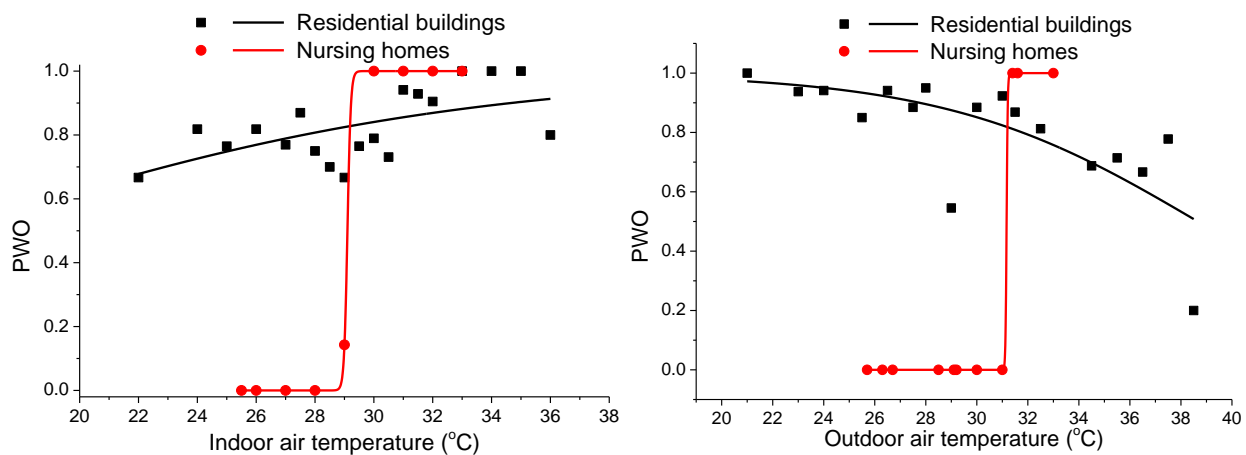 Residential buildings
Nursing homes
1.0
0.8
0.6
0.4
0.2
0.0
PWO
20 22 24 26 28 30 32 34 36 38
Indoor air temperature (°C)
Residential buildings
Nursing homes
1.0
0.8
0.6
0.4
0.2
0.0
PWO
20 22 24 26 28 30 32 34 36 38 40
Outdoor air temperature (°C)